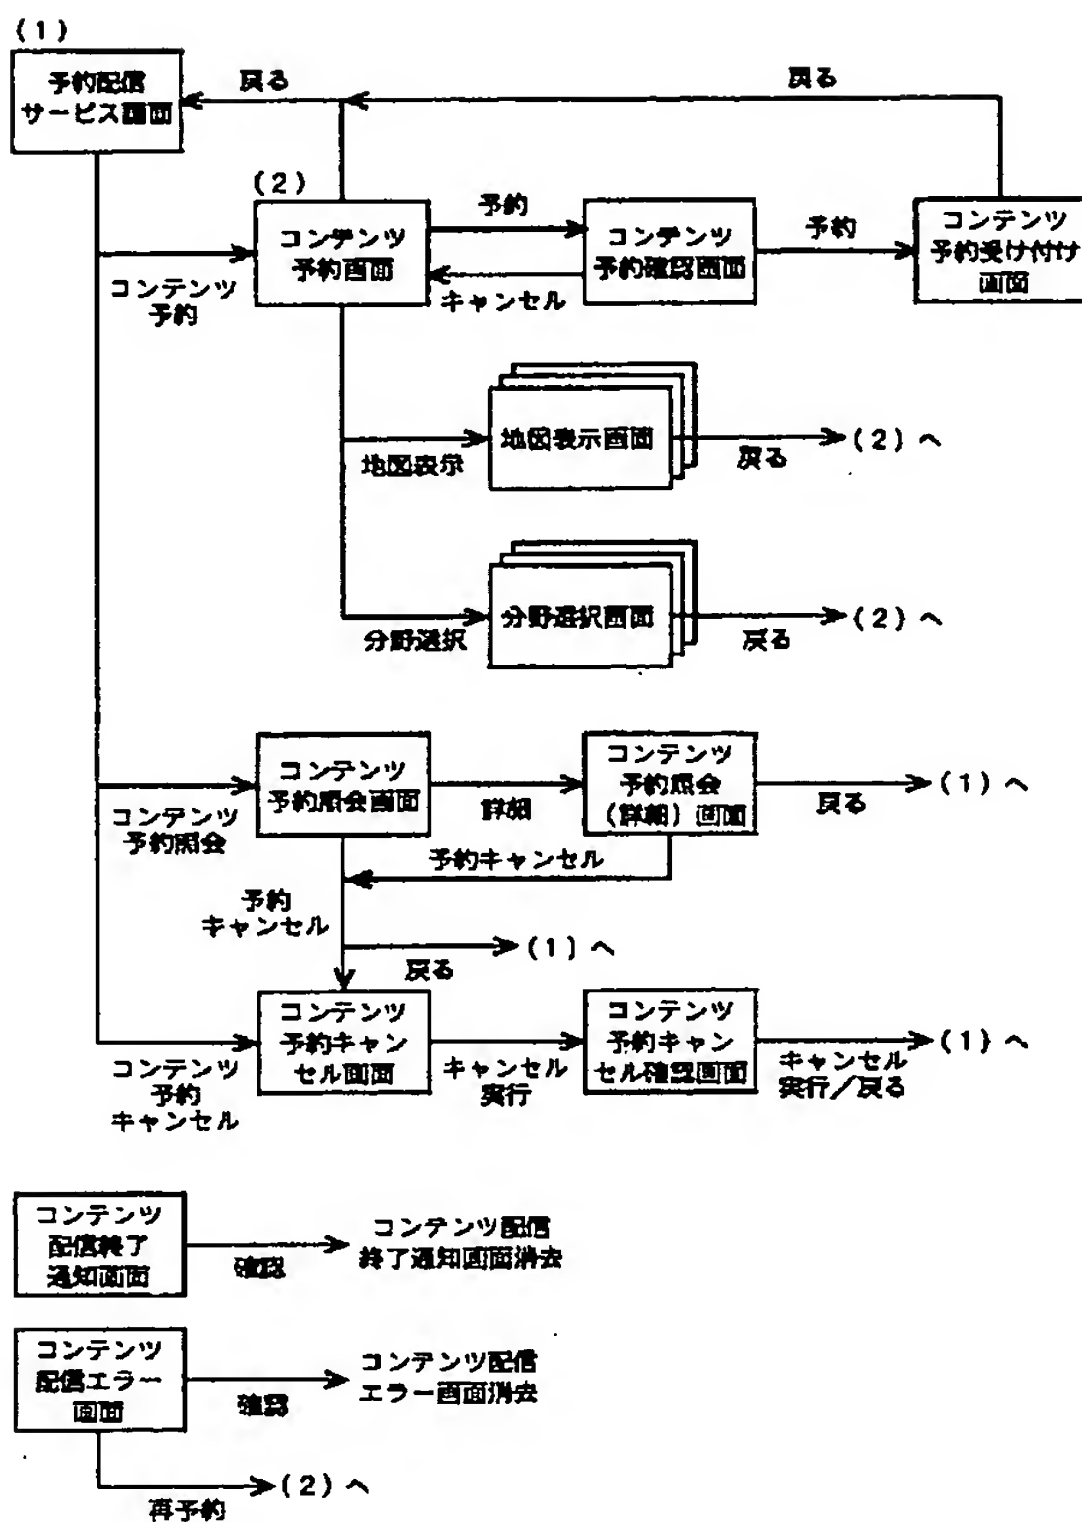 (1)
予約配信
サービス画面
戻る
戻る
(2)
コンテンツ
予約画面
予約
キャンセル
コンテンツ
予約確認画面
予約
コンテンツ
予約受け付け
画面
コンテンツ
予約
地図表示
地図表示画面
戻る
(2)へ
分野選択
分野選択画面
戻る
(2)へ
コンテンツ
予約照会
コンテンツ
予約照会画面
詳細
コンテンツ
予約照会
(詳細)画面
戻る
(1)へ
予約キャンセル
予約
キャンセル
戻る
(1)へ
コンテンツ
予約
キャンセル
コンテンツ
予約キャン
セル画面
キャンセル
実行
コンテンツ
予約キャン
セル確認画面
キャンセル
実行/戻る
(1)へ
コンテンツ
配信終了
通知画面
確認
コンテンツ配信
終了通知画面消去
コンテンツ
配信エラー
画面
確認
コンテンツ配信
エラー画面消去
再予約
(2)へ